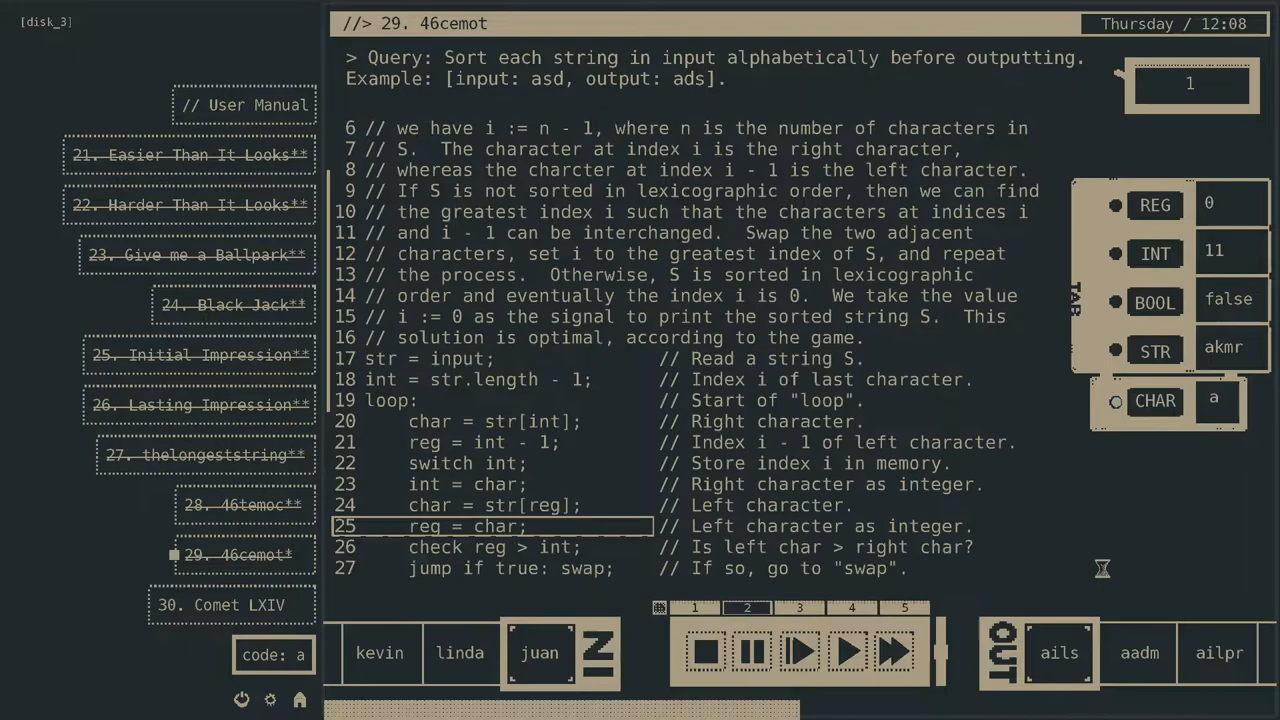 [disk_3]
// User Manual
21. Easier Than It Looks**
22. Harder Than It Looks**
23. Give me a Ballpark**
24. Black Jack**
25. Initial Impression**
26. Lasting Impression**
27. thelongeststring**
28. 46temoc**
29. 46cemot*
30. Comet LXIV
code: a
//> 29. 46cemot
Thursday / 12:08
> Query: Sort each string in input alphabetically before outputting.
Example: [input: asd, output: ads].
1
6 // we have i := n - 1, where n is the number of characters in
7 // S.  The character at index i is the right character,
8 // whereas the charcter at index i - 1 is the left character.
9 // If S is not sorted in lexicographic order, then we can find
10 // the greatest index i such that the characters at indices i
11 // and i - 1 can be interchanged.  Swap the two adjacent
12 // characters, set i to the greatest index of S, and repeat
13 // the process.  Otherwise, S is sorted in lexicographic
14 // order and eventually the index i is 0.  We take the value
15 // i := 0 as the signal to print the sorted string S.  This
16 // solution is optimal, according to the game.
17 str = input; // Read a string S.
18 int = str.length - 1; // Index i of last character.
19 loop: // Start of "loop".
20 char = str[int]; // Right character.
21 reg = int - 1; // Index i - 1 of left character.
22 switch int; // Store index i in memory.
23 int = char; // Right character as integer.
24 char = str[reg]; // Left character.
25 reg = char; // Left character as integer.
26 check reg > int; // Is left char > right char?
27 jump if true: swap; // If so, go to "swap".
REG 0
INT 11
BOOL false
STR akmr
CHAR a
1 2 3 4 5
kevin linda juan IN
OUT ails aadm ailpr